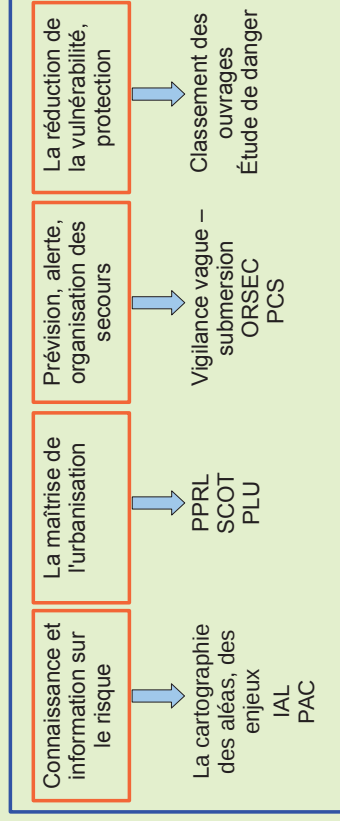 Connaissance et
information sur
le risque
La cartographie
des aléas, des
enjeux
IAL
PAC
La maîtrise de
l'urbanisation
PPRL
SCOT
PLU
Prévision, alerte,
organisation des
secours
Vigilance vague –
submersion
ORSEC
PCS
La réduction de
la vulnérabilité,
protection
Classement des
ouvrages
Étude de danger